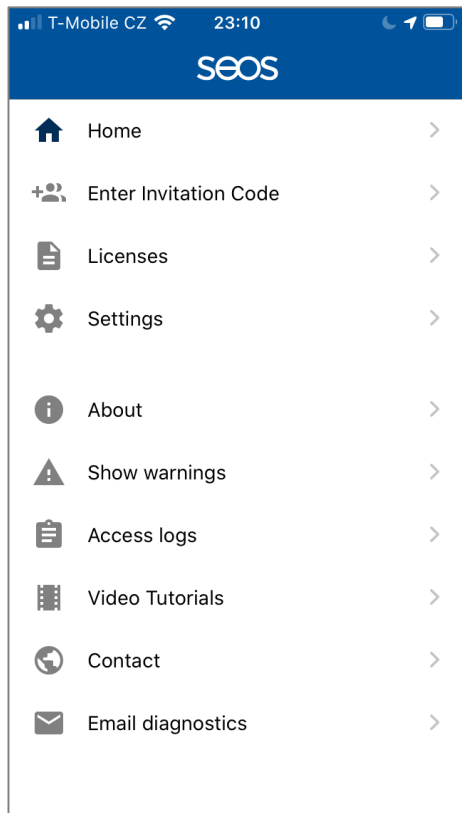 T-Mobile CZ 23:10
seos
Home
Enter Invitation Code
Licenses
Settings
About
Show warnings
Access logs
Video Tutorials
Contact
Email diagnostics